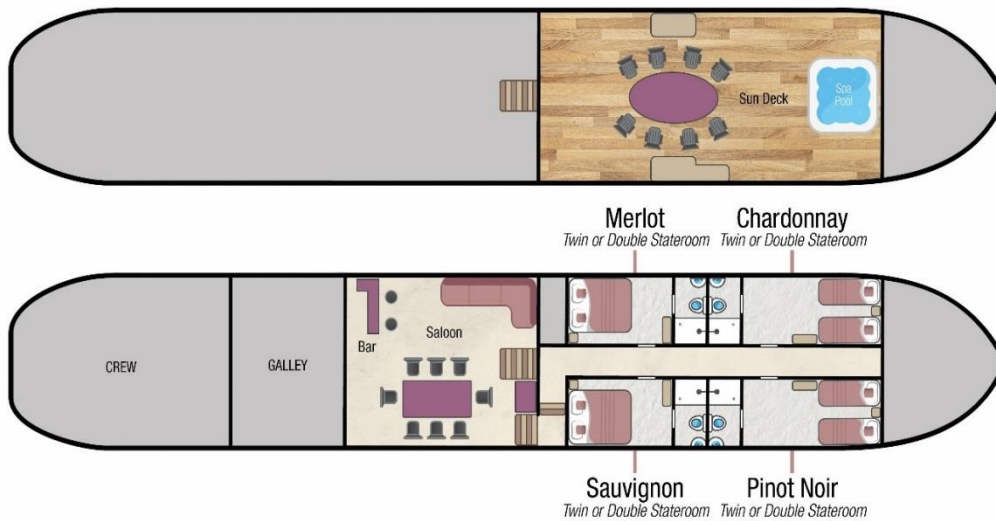 Sun Deck
Spa
Pool
Merlot
Twin or Double Stateroom
Chardonnay
Twin or Double Stateroom
CREW
GALLEY
Bar
Saloon
Sauvignon
Twin or Double Stateroom
Pinot Noir
Twin or Double Stateroom